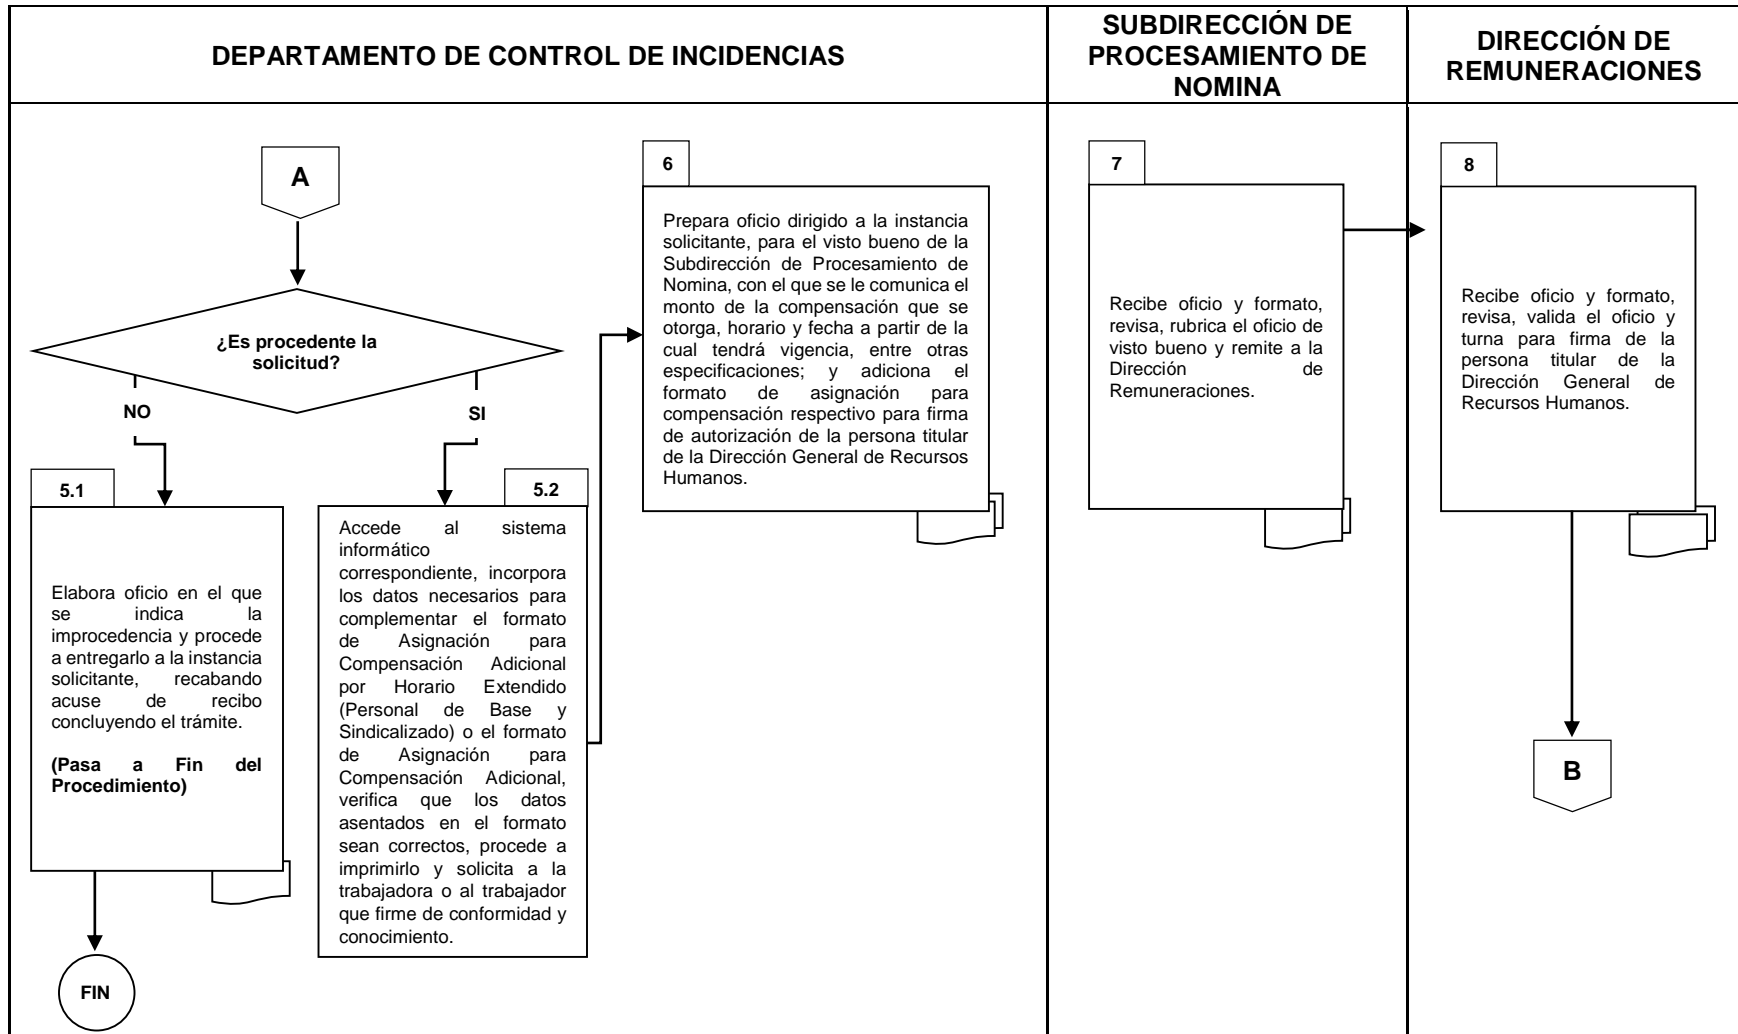 DEPARTAMENTO DE CONTROL DE INCIDENCIAS
SUBDIRECCIÓN DE
PROCESAMIENTO DE
NOMINA
DIRECCIÓN DE
REMUNERACIONES
A
¿Es procedente la
solicitud?
NO
SI
5.1
Elabora oficio en el que
se indica la
improcedencia y procede
a entregarlo a la instancia
solicitante, recabando
acuse de recibo
concluyendo el trámite.
(Pasa a Fin del
Procedimiento)
FIN
5.2
Accede al sistema
informático
correspondiente, incorpora
los datos necesarios para
complementar el formato
de Asignación para
Compensación Adicional
por Horario Extendido
(Personal de Base y
Sindicalizado) o el formato
de Asignación para
Compensación Adicional,
verifica que los datos
asentados en el formato
sean correctos, procede a
imprimirlo y solicita a la
trabajadora o al trabajador
que firme de conformidad y
conocimiento.
6
Prepara oficio dirigido a la instancia
solicitante, para el visto bueno de la
Subdirección de Procesamiento de
Nomina, con el que se le comunica el
monto de la compensación que se
otorga, horario y fecha a partir de la
cual tendrá vigencia, entre otras
especificaciones; y adiciona el
formato de asignación para
compensación respectivo para firma
de autorización de la persona titular
de la Dirección General de Recursos
Humanos.
7
Recibe oficio y formato,
revisa, rubrica el oficio de
visto bueno y remite a la
Dirección de
Remuneraciones.
8
Recibe oficio y formato,
revisa, valida el oficio y
turna para firma de la
persona titular de la
Dirección General de
Recursos Humanos.
B